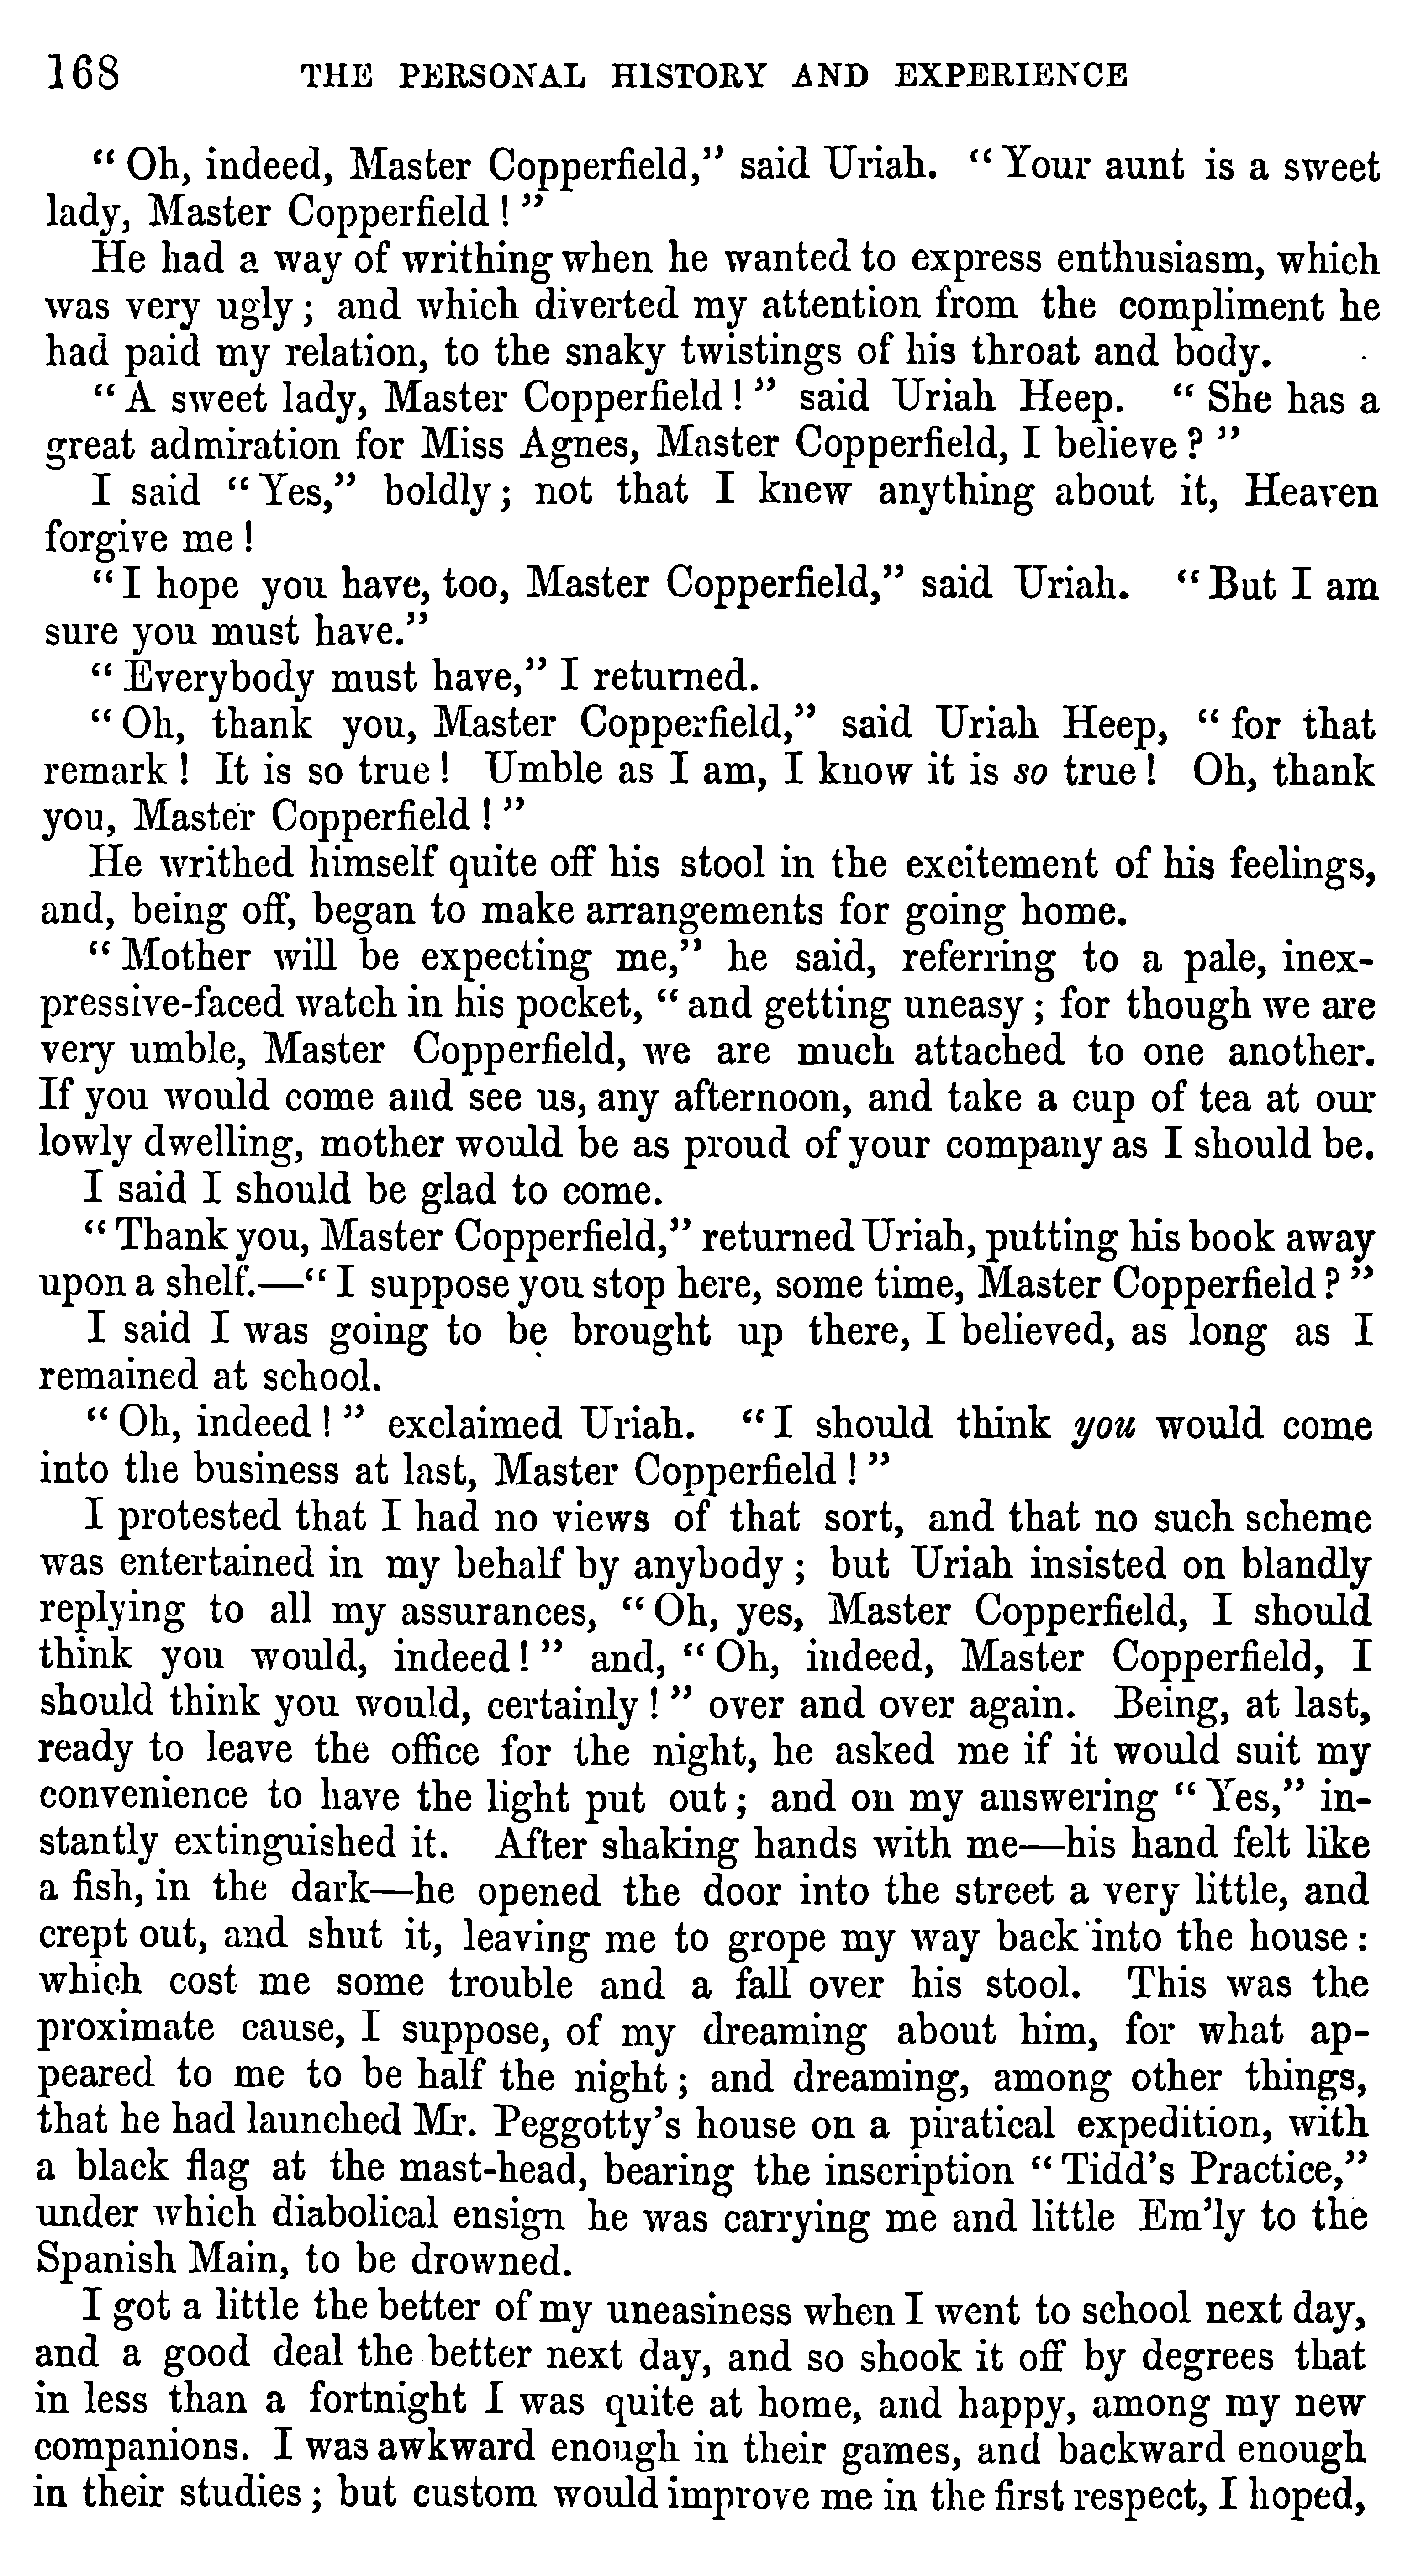 168 THE PERSONAL HISTORY AND EXPERIENCE
“Oh, indeed, Master Copperfield,” said Uriah. “Your aunt is a sweet
lady, Master Copperfield!”
He had a way of writhing when he wanted to express enthusiasm, which
was very ugly; and which diverted my attention from the compliment he
had paid my relation, to the snaky twistings of his throat and body.
“A sweet lady, Master Copperfield!” said Uriah Heep. “She has a
great admiration for Miss Agnes, Master Copperfield, I believe?”
I said “Yes,” boldly; not that I knew anything about it, Heaven
forgive me!
“I hope you have, too, Master Copperfield,” said Uriah. “But I am
sure you must have.”
“Everybody must have,” I returned.
“Oh, thank you, Master Copperfield,” said Uriah Heep, “for that
remark! It is so true! Umble as I am, I know it is so true! Oh, thank
you, Master Copperfield!”
He writhed himself quite off his stool in the excitement of his feelings,
and, being off, began to make arrangements for going home.
“Mother will be expecting me,” he said, referring to a pale, inex-
pressive-faced watch in his pocket, “and getting uneasy; for though we are
very umble, Master Copperfield, we are much attached to one another.
If you would come and see us, any afternoon, and take a cup of tea at our
lowly dwelling, mother would be as proud of your company as I should be.
I said I should be glad to come.
“Thank you, Master Copperfield,” returned Uriah, putting his book away
upon a shelf.—“I suppose you stop here, some time, Master Copperfield?”
I said I was going to be brought up there, I believed, as long as I
remained at school.
“Oh, indeed!” exclaimed Uriah. “I should think you would come
into the business at last, Master Copperfield!”
I protested that I had no views of that sort, and that no such scheme
was entertained in my behalf by anybody; but Uriah insisted on blandly
replying to all my assurances, “Oh, yes, Master Copperfield, I should
think you would, indeed!” and, “Oh, indeed, Master Copperfield, I
should think you would, certainly!” over and over again. Being, at last,
ready to leave the office for the night, he asked me if it would suit my
convenience to have the light put out; and on my answering “Yes,” in-
stantly extinguished it. After shaking hands with me—his hand felt like
a fish, in the dark—he opened the door into the street a very little, and
crept out, and shut it, leaving me to grope my way back into the house:
which cost me some trouble and a fall over his stool. This was the
proximate cause, I suppose, of my dreaming about him, for what ap-
peared to me to be half the night; and dreaming, among other things,
that he had launched Mr. Peggotty’s house on a piratical expedition, with
a black flag at the mast-head, bearing the inscription “Tidd’s Practice,”
under which diabolical ensign he was carrying me and little Em’ly to the
Spanish Main, to be drowned.
I got a little the better of my uneasiness when I went to school next day,
and a good deal the better next day, and so shook it off by degrees that
in less than a fortnight I was quite at home, and happy, among my new
companions. I was awkward enough in their games, and backward enough
in their studies; but custom would improve me in the first respect, I hoped,